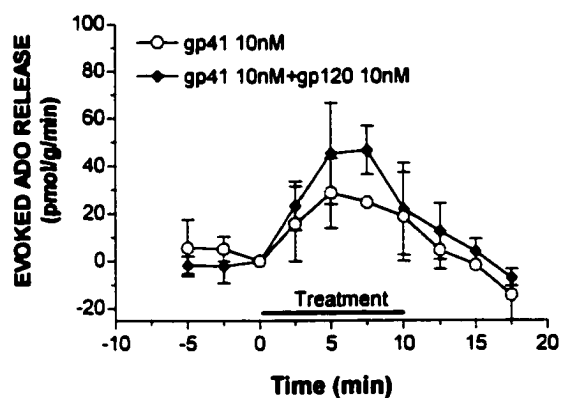 EVOKED ADO RELEASE
(pmol/g/min)
100
80
60
40
20
0
-20
gp41 10nM
gp41 10nM+gp120 10nM
Treatment
-10
-5
0
5
10
15
20
Time (min)